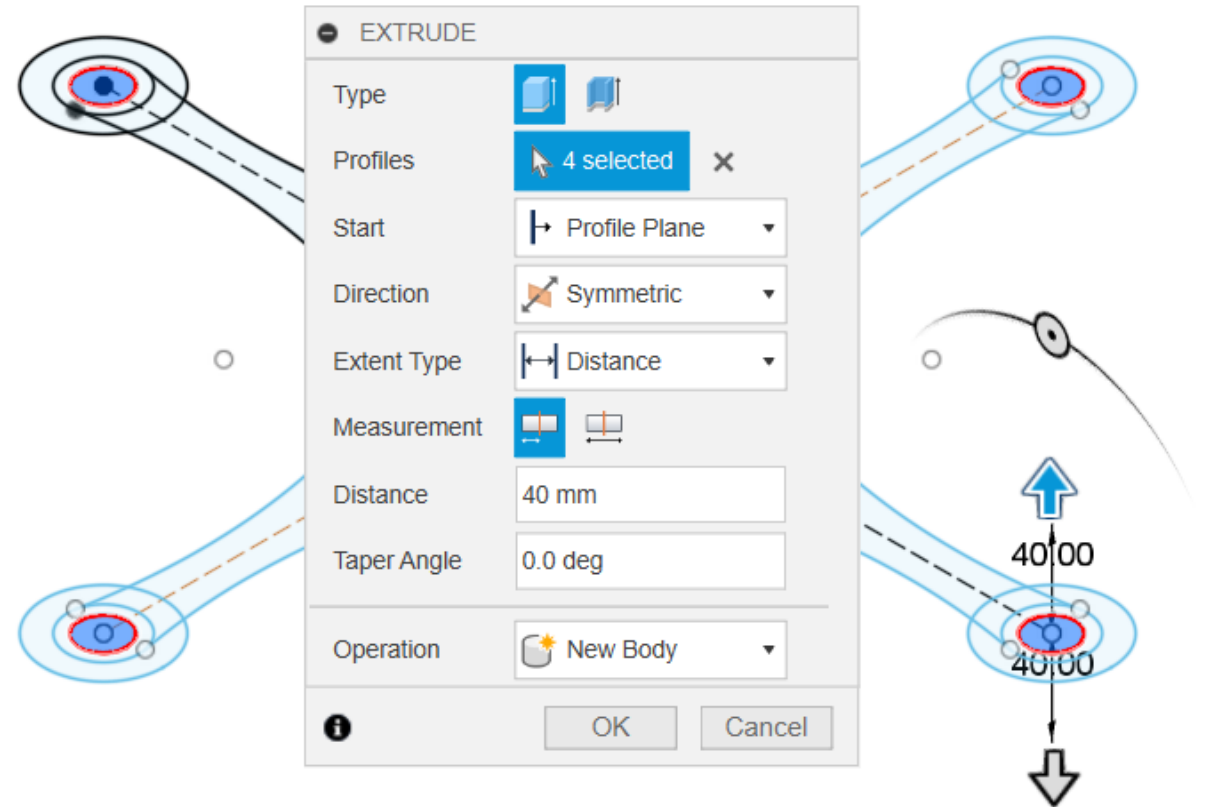 EXTRUDE
Type
Profiles 4 selected
Start Profile Plane
Direction Symmetric
Extent Type Distance
Measurement
Distance 40 mm
Taper Angle 0.0 deg
Operation New Body
OK Cancel
40.00
40.00